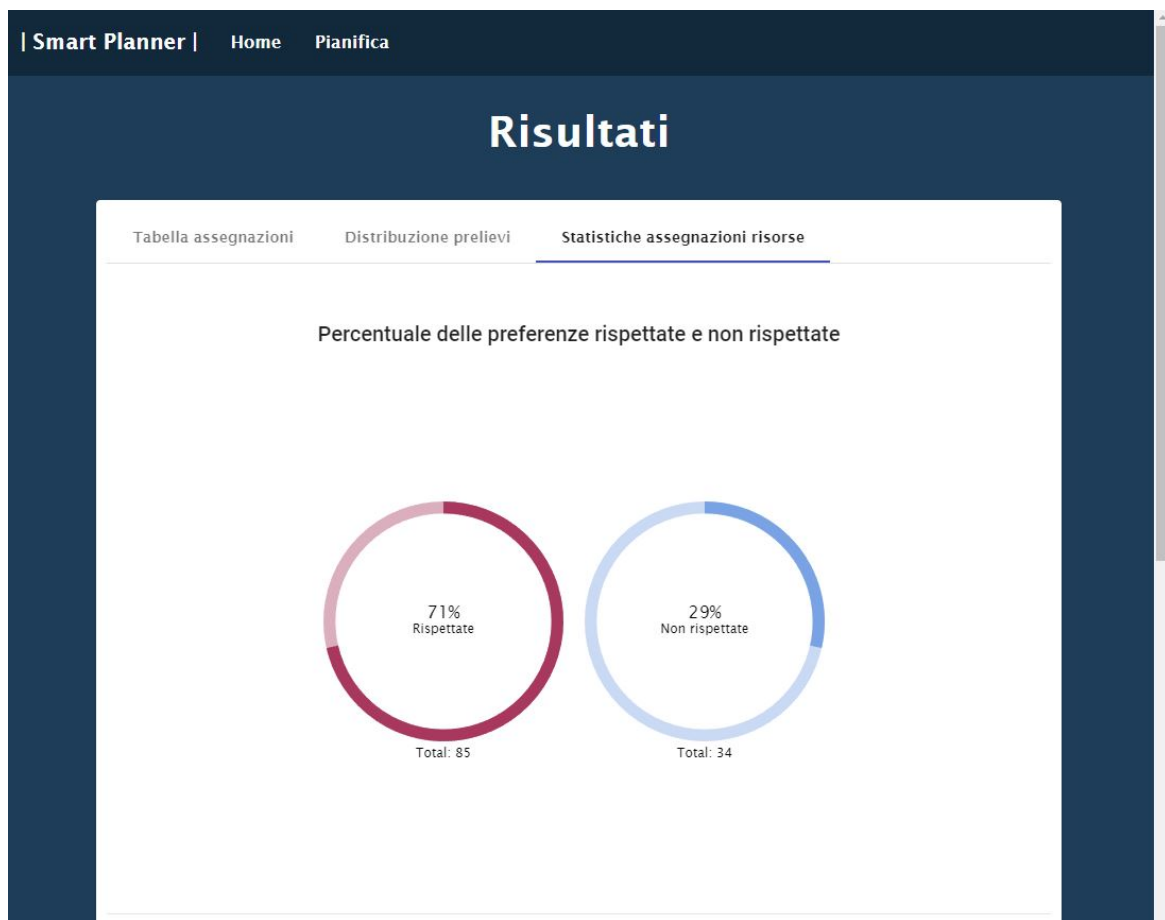 | Smart Planner | Home Pianifica
Risultati
Tabella assegnazioni Distribuzione prelievi Statistiche assegnazioni risorse
Percentuale delle preferenze rispettate e non rispettate
71%
Rispettate
Total: 85
29%
Non rispettate
Total: 34